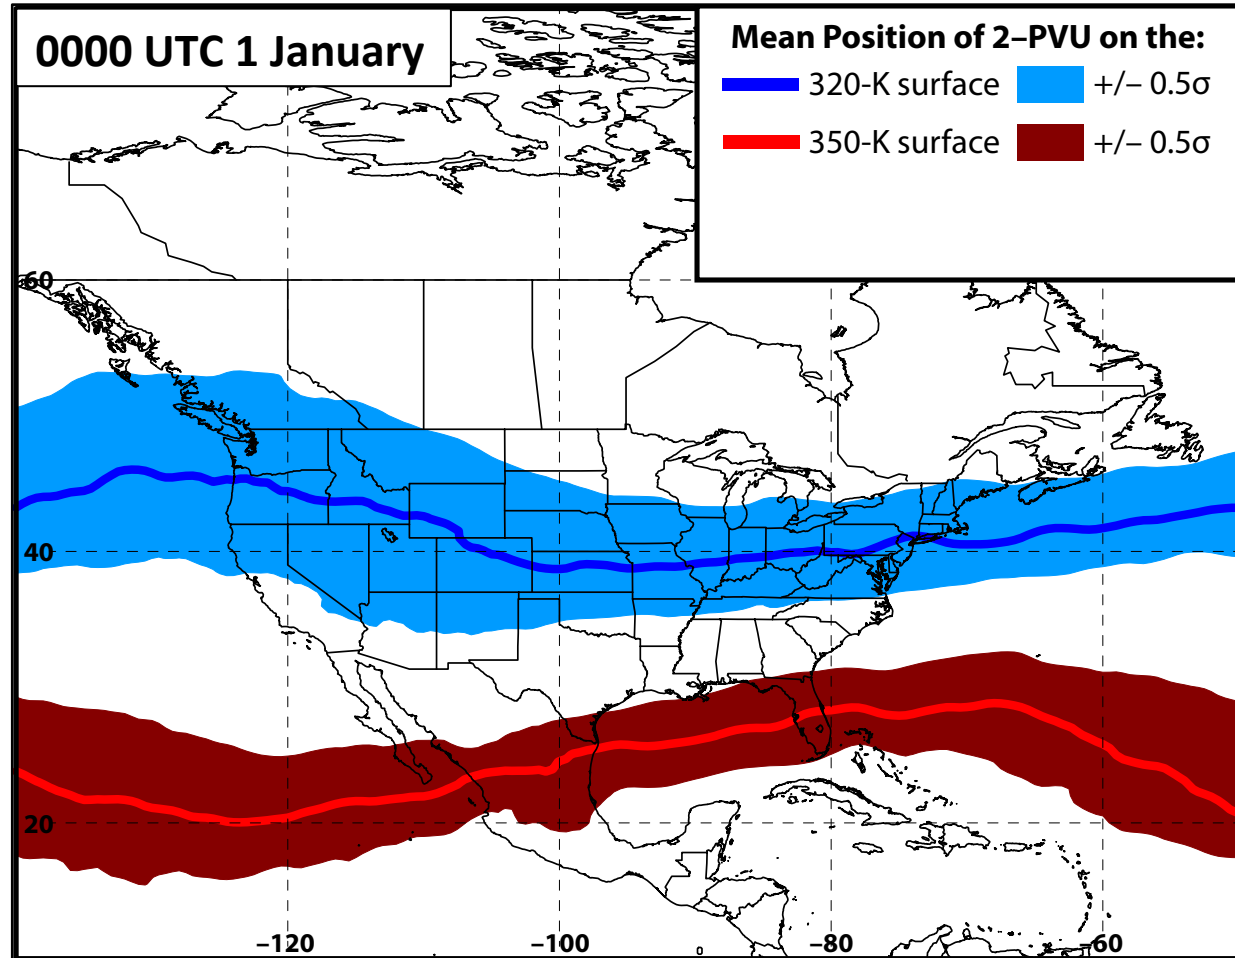 0000 UTC 1 January
Mean Position of 2–PVU on the:
320-K surface +/– 0.5σ
350-K surface +/– 0.5σ
60
40
20
–120 –100 –80 –60